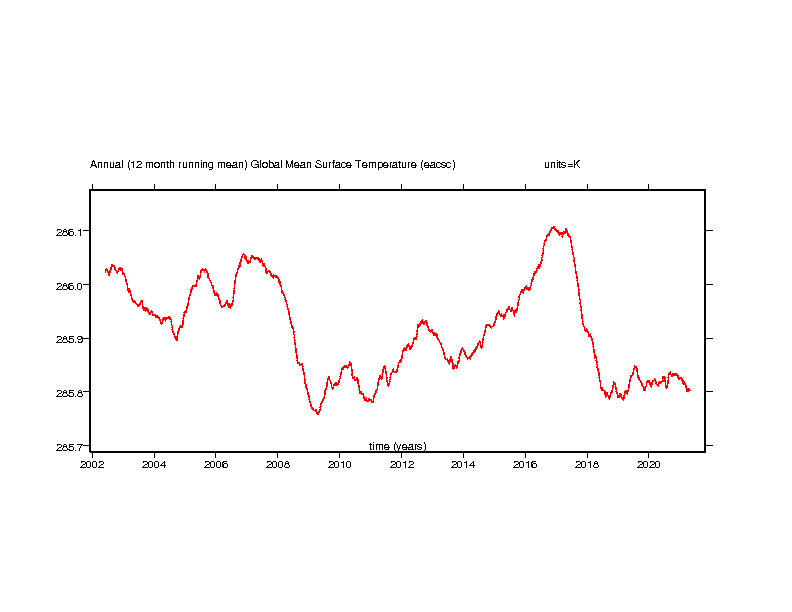 Annual (12 month running mean) Global Mean Surface Temperature (eacsc) units=K
286.1
286.0
285.9
285.8
285.7
time (years)
2002 2004 2006 2008 2010 2012 2014 2016 2018 2020